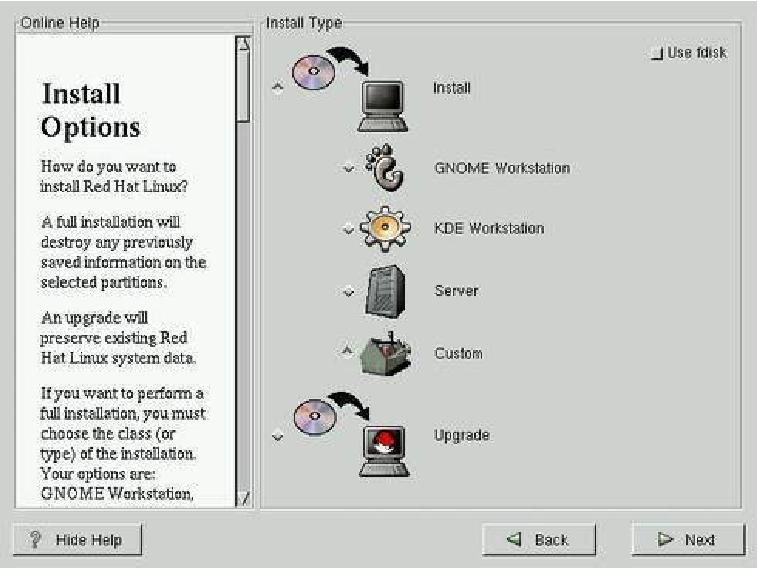 Online Help
Install
Options
How do you want to
install Red Hat Linux?
A full installation will
destroy any previously
saved information on the
selected partitions.
An upgrade will
preserve existing Red
Hat Linux system data.
If you want to perform a
full installation, you must
choose the class (or
type) of the installation.
Your options are:
GNOME Workstation,
Install Type
Use fdisk
Install
GNOME Workstation
KDE Workstation
Server
Custom
Upgrade
Hide Help
Back
Next